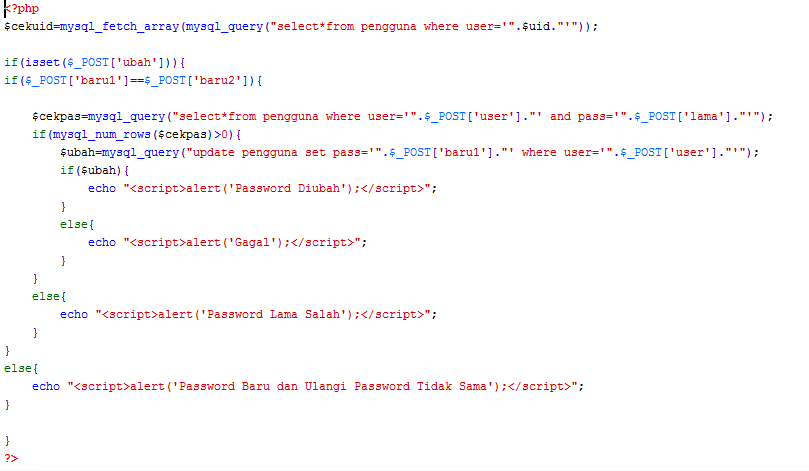 <?php
$cekuid=mysql_fetch_array(mysql_query("select*from pengguna where user='".$uid."'"));
if(isset($_POST['ubah'])){
if($_POST['baru1']==$_POST['baru2']){
$cekpas=mysql_query("select*from pengguna where user='".$_POST['user']."' and pass='".$_POST['lama']."'");
if(mysql_num_rows($cekpas)>0){
$ubah=mysql_query("update pengguna set pass='".$_POST['baru1']."' where user='".$_POST['user']."'");
if($ubah){
echo "<script>alert('Password Diubah');</script>";
}
else{
echo "<script>alert('Gagal');</script>";
}
}
else{
echo "<script>alert('Password Lama Salah');</script>";
}
}
else{
echo "<script>alert('Password Baru dan Ulangi Password Tidak Sama');</script>";
}
}
?>